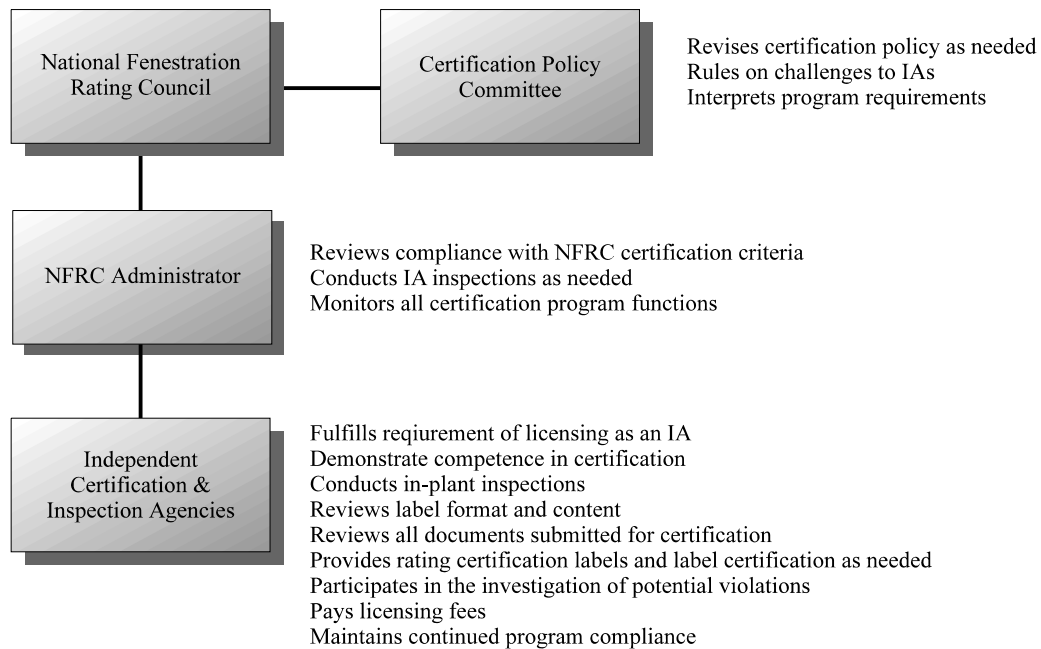 National Fenestration
Rating Council
Certification Policy
Committee
Revises certification policy as needed
Rules on challenges to IAs
Interprets program requirements
NFRC Administrator
Reviews compliance with NFRC certification criteria
Conducts IA inspections as needed
Monitors all certification program functions
Independent
Certification &
Inspection Agencies
Fulfills reqiurement of licensing as an IA
Demonstrate competence in certification
Conducts in-plant inspections
Reviews label format and content
Reviews all documents submitted for certification
Provides rating certification labels and label certification as needed
Participates in the investigation of potential violations
Pays licensing fees
Maintains continued program compliance